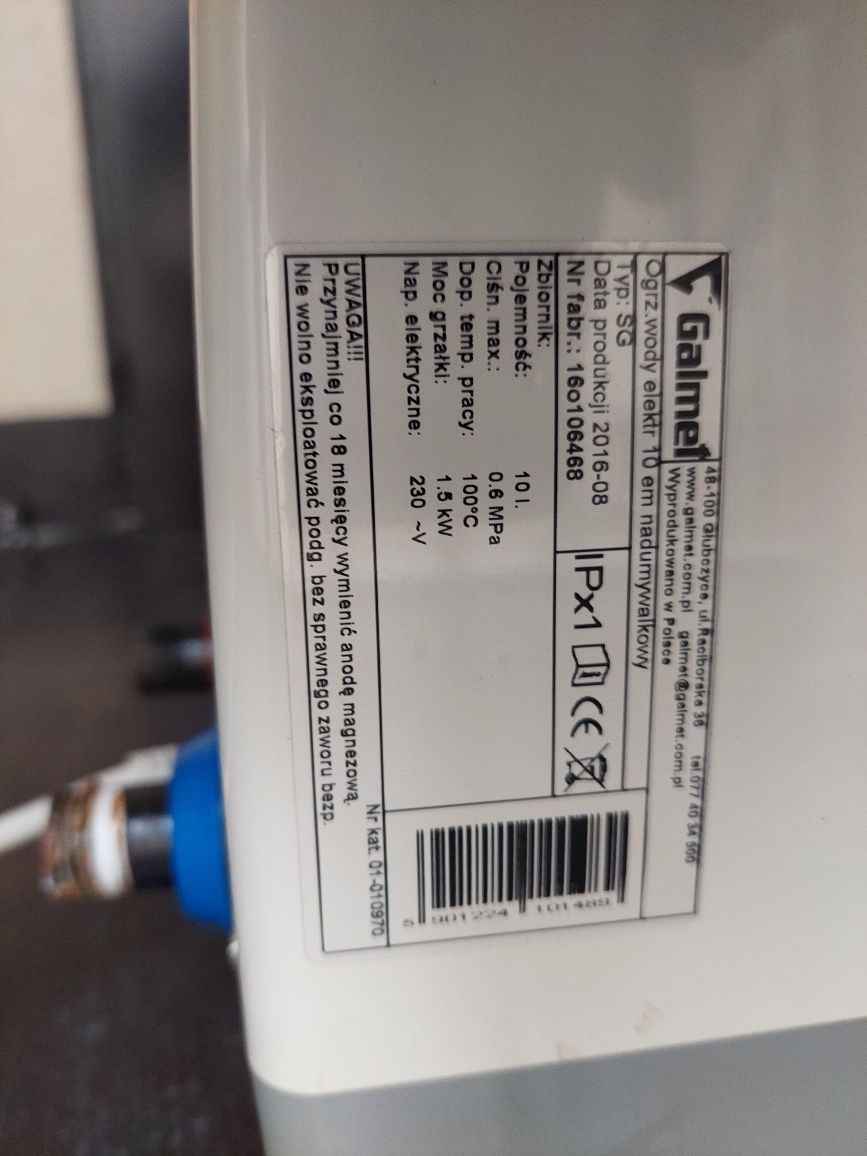 Galmet
48-100 Głubczyce, ul.Raciborska 36 tel.077 40 34 500
www.galmet.com.pl galmet@galmet.com.pl
Wyprodukowano w Polsce
Ogrz.wody elektr 10 em nadumywalkowy
Typ: SG
Data produkcji 2016-08
Nr fabr.: 16o106468
IPx1 CE
Zbiornik:
Pojemność: 10 l.
Ciśn. max.: 0.6 MPa
Dop. temp. pracy: 100°C
Moc grzałki: 1.5 kW
Nap. elektryczne: 230 ~V
5 901224 101489
Nr kat. 01-010970
UWAGA!!!
Przynajmniej co 18 miesięcy wymienić anodę magnezową.
Nie wolno eksploatować podg. bez sprawnego zaworu bezp.